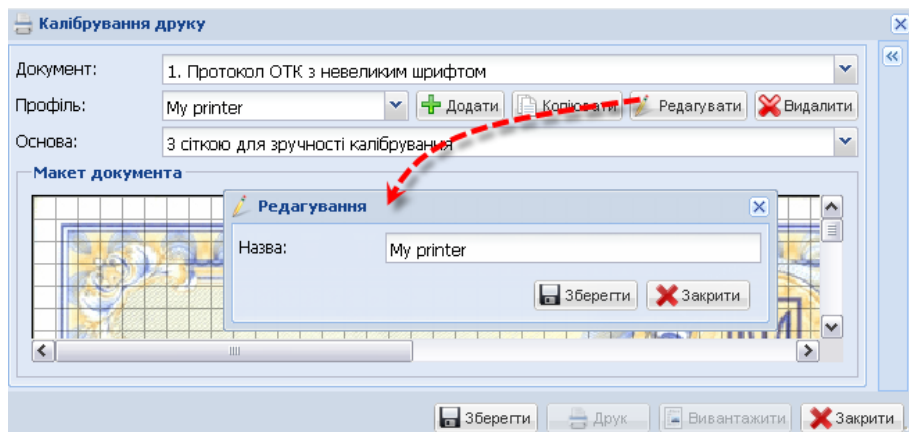 Калібрування друку
Документ: 1. Протокол ОТК з невеликим шрифтом
Профіль: My printer Додати Копіювати Редагувати Видалити
Основа: З сіткою для зручності калібрування
Макет документа
Редагування
Назва: My printer
Зберегти Закрити
Зберегти Друк Вивантажити Закрити